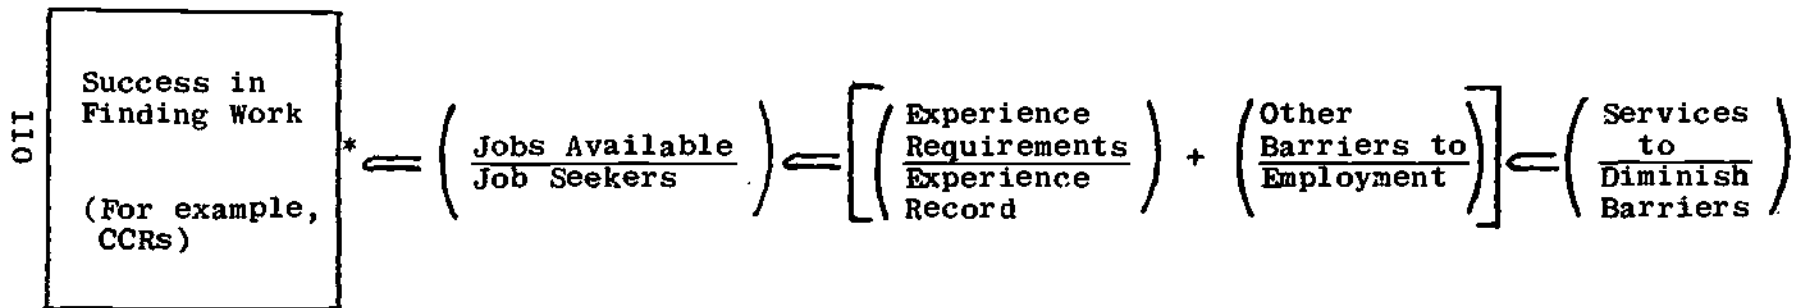 110
Success in
Finding Work
(For example,
CCRs)
*
⇐
(Jobs Available
Job Seekers)
⇐
[(Experience
Requirements
Experience
Record)
+
(Other
Barriers to
Employment)]
⇐
(Services
to
Diminish
Barriers)